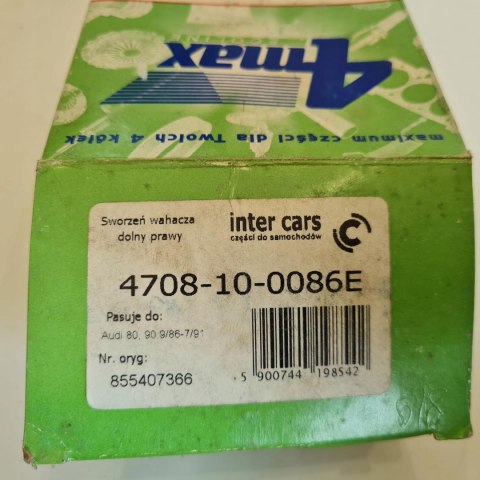 4max
ECOLINE
maximum części dla Twoich 4 kółek
Sworzeń wahacza
dolny prawy
inter cars
części do samochodów
4708-10-0086E
Pasuje do:
Audi 80, 90 9/86-7/91
Nr. oryg:
855407366
5 900744 198542